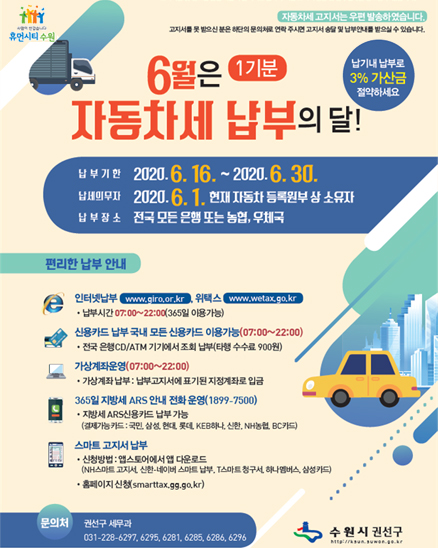 사람이 반갑습니다
휴먼시티 수원
자동차세 고지서는 우편 발송하였습니다.
고지서를 못 받으신 분은 하단의 문의처로 연락 주시면 고지서 송달 및 납부안내를 받으실 수 있습니다.
납기내 납부로
3% 가산금
절약하세요
6월은 1기분
자동차세 납부의 달!
납부기한 2020. 6. 16. ~ 2020. 6. 30.
납세의무자 2020. 6. 1. 현재 자동차 등록원부 상 소유자
납부장소 전국 모든 은행 또는 농협, 우체국
편리한 납부 안내
인터넷납부 www.giro.or.kr, 위택스 www.wetax.go.kr
• 납부시간 07:00~22:00(365일 이용가능)
신용카드 납부 국내 모든 신용카드 이용가능(07:00~22:00)
• 전국 은행CD/ATM 기기에서 조회 납부(타행 수수료 900원)
가상계좌운영(07:00~22:00)
• 가상계좌 납부 : 납부고지서에 표기된 지정계좌로 입금
365일 지방세 ARS 안내 전화 운영(1899-7500)
• 지방세 ARS신용카드 납부 가능
(결제가능카드 : 국민, 삼성, 현대, 롯데, KEB하나, 신한, NH농협, BC카드)
스마트 고지서 납부
• 신청방법 : 앱스토어에서 앱 다운로드
(NH스마트 고지서, 신한·네이버 스마트 납부, T스마트 청구서, 하나멤버스, 삼성카드)
• 홈페이지 신청(smarttax.gg.go.kr)
문의처 권선구 세무과
031-228-6297, 6295, 6281, 6285, 6286, 6296
수원시 권선구
http://ksun.suwon.go.kr